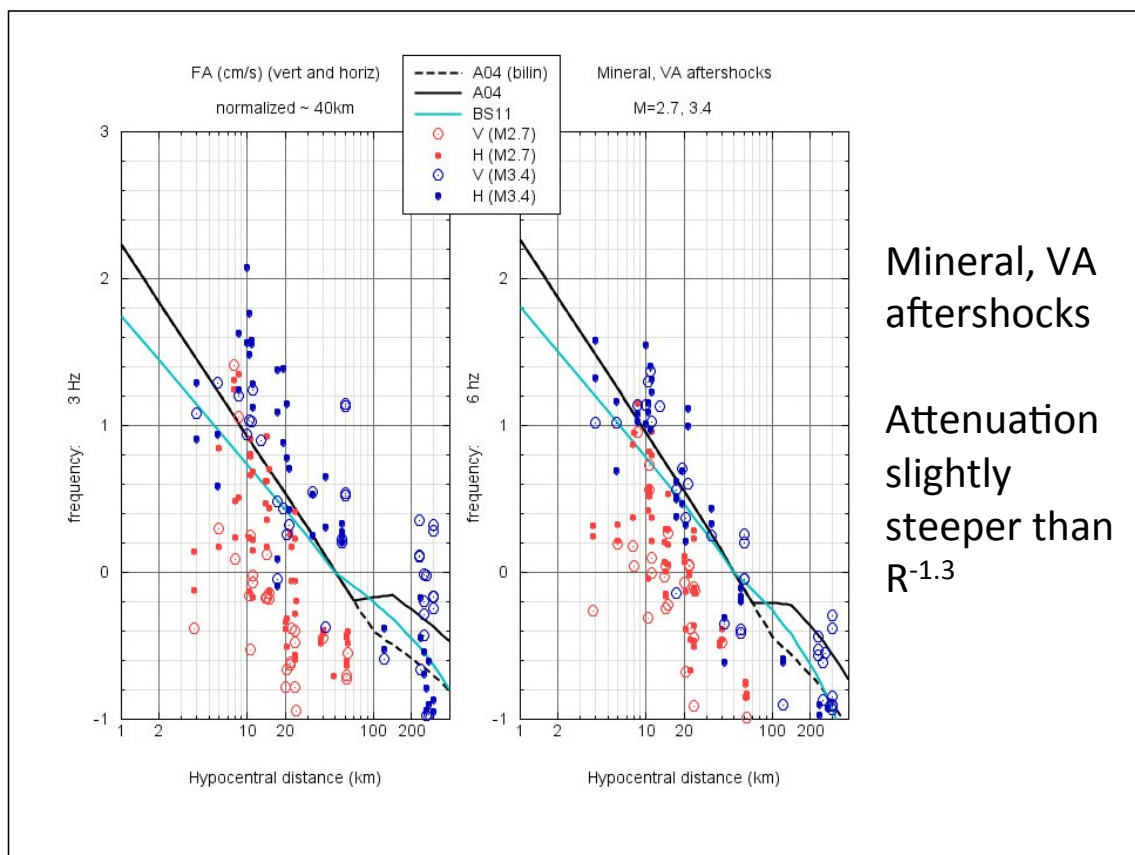 FA (cm/s) (vert and horiz)
normalized ~ 40km
A04 (bilin)
A04
BS11
V (M2.7)
H (M2.7)
V (M3.4)
H (M3.4)
Mineral, VA aftershocks
M=2.7, 3.4
3
2
1
0
-1
frequency: 3 Hz
1 2 10 20 100 200
Hypocentral distance (km)
2
1
0
-1
frequency: 6 hz
1 2 10 20 100 200
Hypocentral distance (km)
Mineral, VA
aftershocks
Attenuation
slightly
steeper than
R-1.3